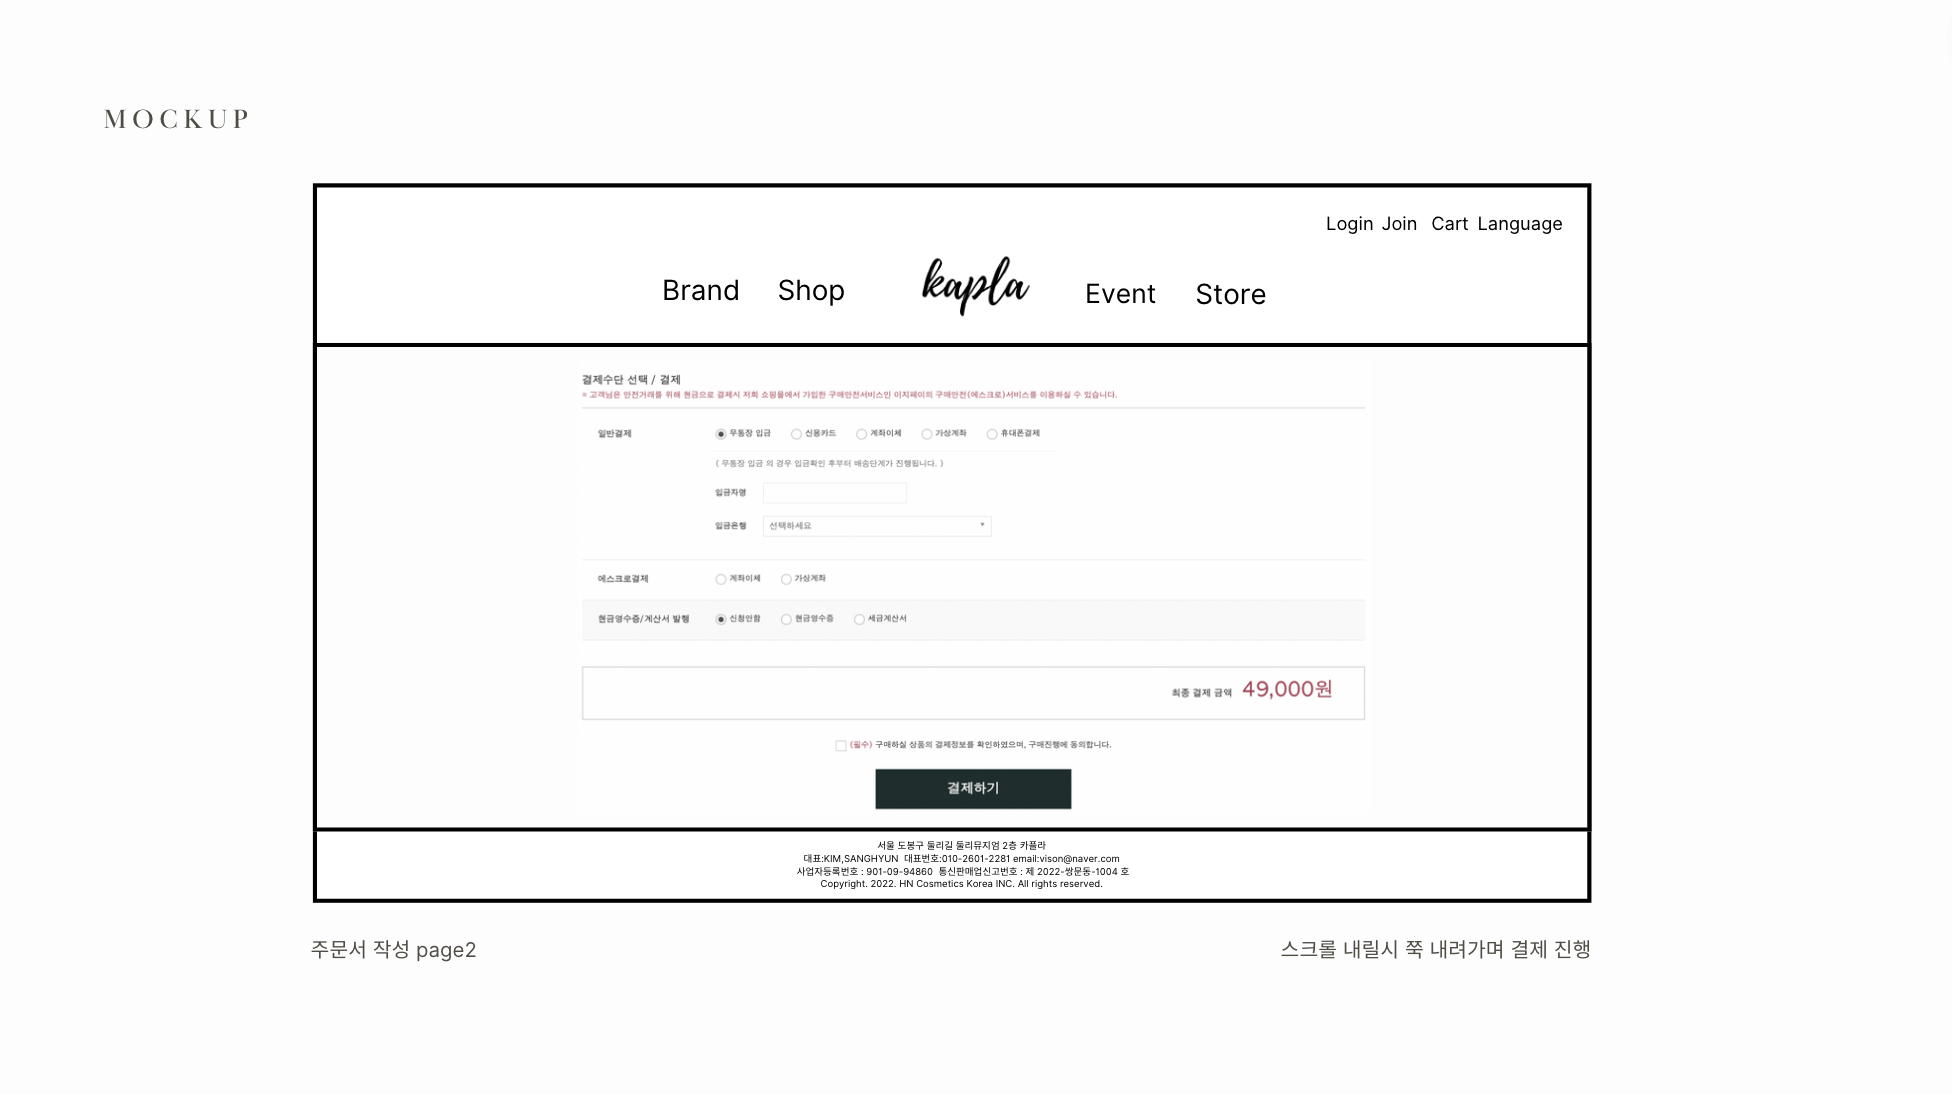 MOCKUP
Login Join Cart Language
Brand Shop kapla Event Store
결제수단 선택 / 결제
※ 고객님은 안전거래를 위해 현금으로 결제시 저희 쇼핑몰에서 가입한 구매안전서비스인 이지페이의 구매안전(에스크로)서비스를 이용하실 수 있습니다.
일반결제 무통장 입금 신용카드 계좌이체 가상계좌 휴대폰결제
( 무통장 입금 의 경우 입금확인 후부터 배송단계가 진행됩니다. )
입금자명
입금은행 선택하세요
에스크로결제 계좌이체 가상계좌
현금영수증/계산서 발행 신청안함 현금영수증 세금계산서
최종 결제 금액 49,000원
(필수) 구매하실 상품의 결제정보를 확인하였으며, 구매진행에 동의합니다.
결제하기
서울 도봉구 둘리길 둘리뮤지엄 2층 카플라
대표:KIM,SANGHYUN 대표번호:010-2601-2281 email:vison@naver.com
사업자등록번호 : 901-09-94860 통신판매업신고번호 : 제 2022-쌍문동-1004 호
Copyright. 2022. HN Cosmetics Korea INC. All rights reserved.
주문서 작성 page2
스크롤 내릴시 쭉 내려가며 결제 진행